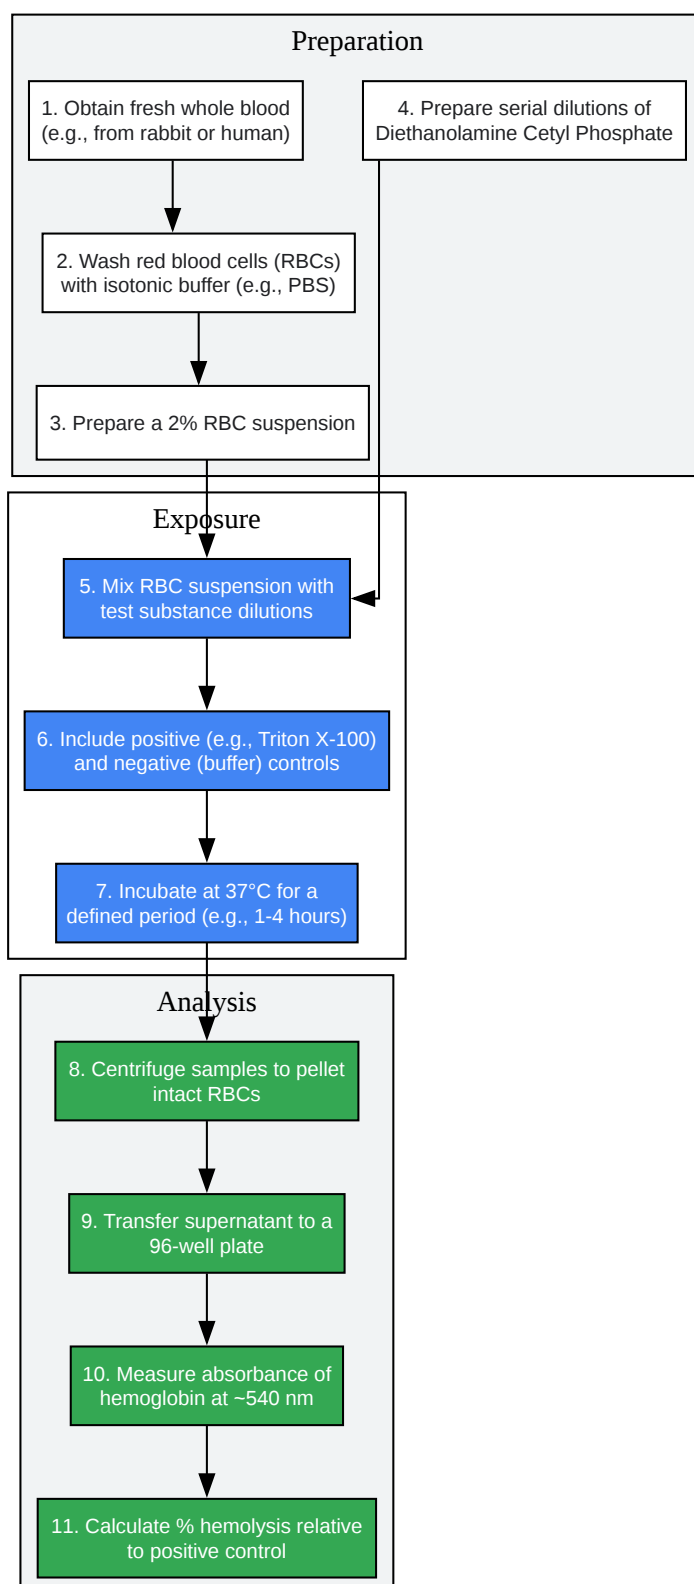 Preparation
1. Obtain fresh whole blood
(e.g., from rabbit or human)
4. Prepare serial dilutions of
Diethanolamine Cetyl Phosphate
2. Wash red blood cells (RBCs)
with isotonic buffer (e.g., PBS)
3. Prepare a 2% RBC suspension
Exposure
5. Mix RBC suspension with
test substance dilutions
6. Include positive (e.g., Triton X-100)
and negative (buffer) controls
7. Incubate at 37°C for a
defined period (e.g., 1-4 hours)
Analysis
8. Centrifuge samples to pellet
intact RBCs
9. Transfer supernatant to a
96-well plate
10. Measure absorbance of
hemoglobin at ~540 nm
11. Calculate % hemolysis relative
to positive control